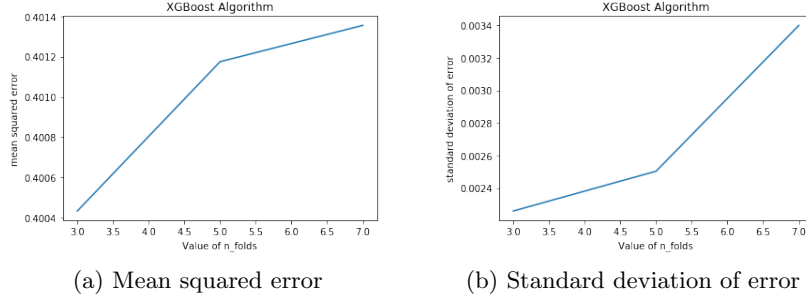 XGBoost Algorithm
0.4014
0.4012
0.4010
0.4008
0.4006
0.4004
mean squared error
3.0 3.5 4.0 4.5 5.0 5.5 6.0 6.5 7.0
Value of n_folds
(a) Mean squared error
XGBoost Algorithm
0.0034
0.0032
0.0030
0.0028
0.0026
0.0024
standard deviation of error
3.0 3.5 4.0 4.5 5.0 5.5 6.0 6.5 7.0
Value of n_folds
(b) Standard deviation of error